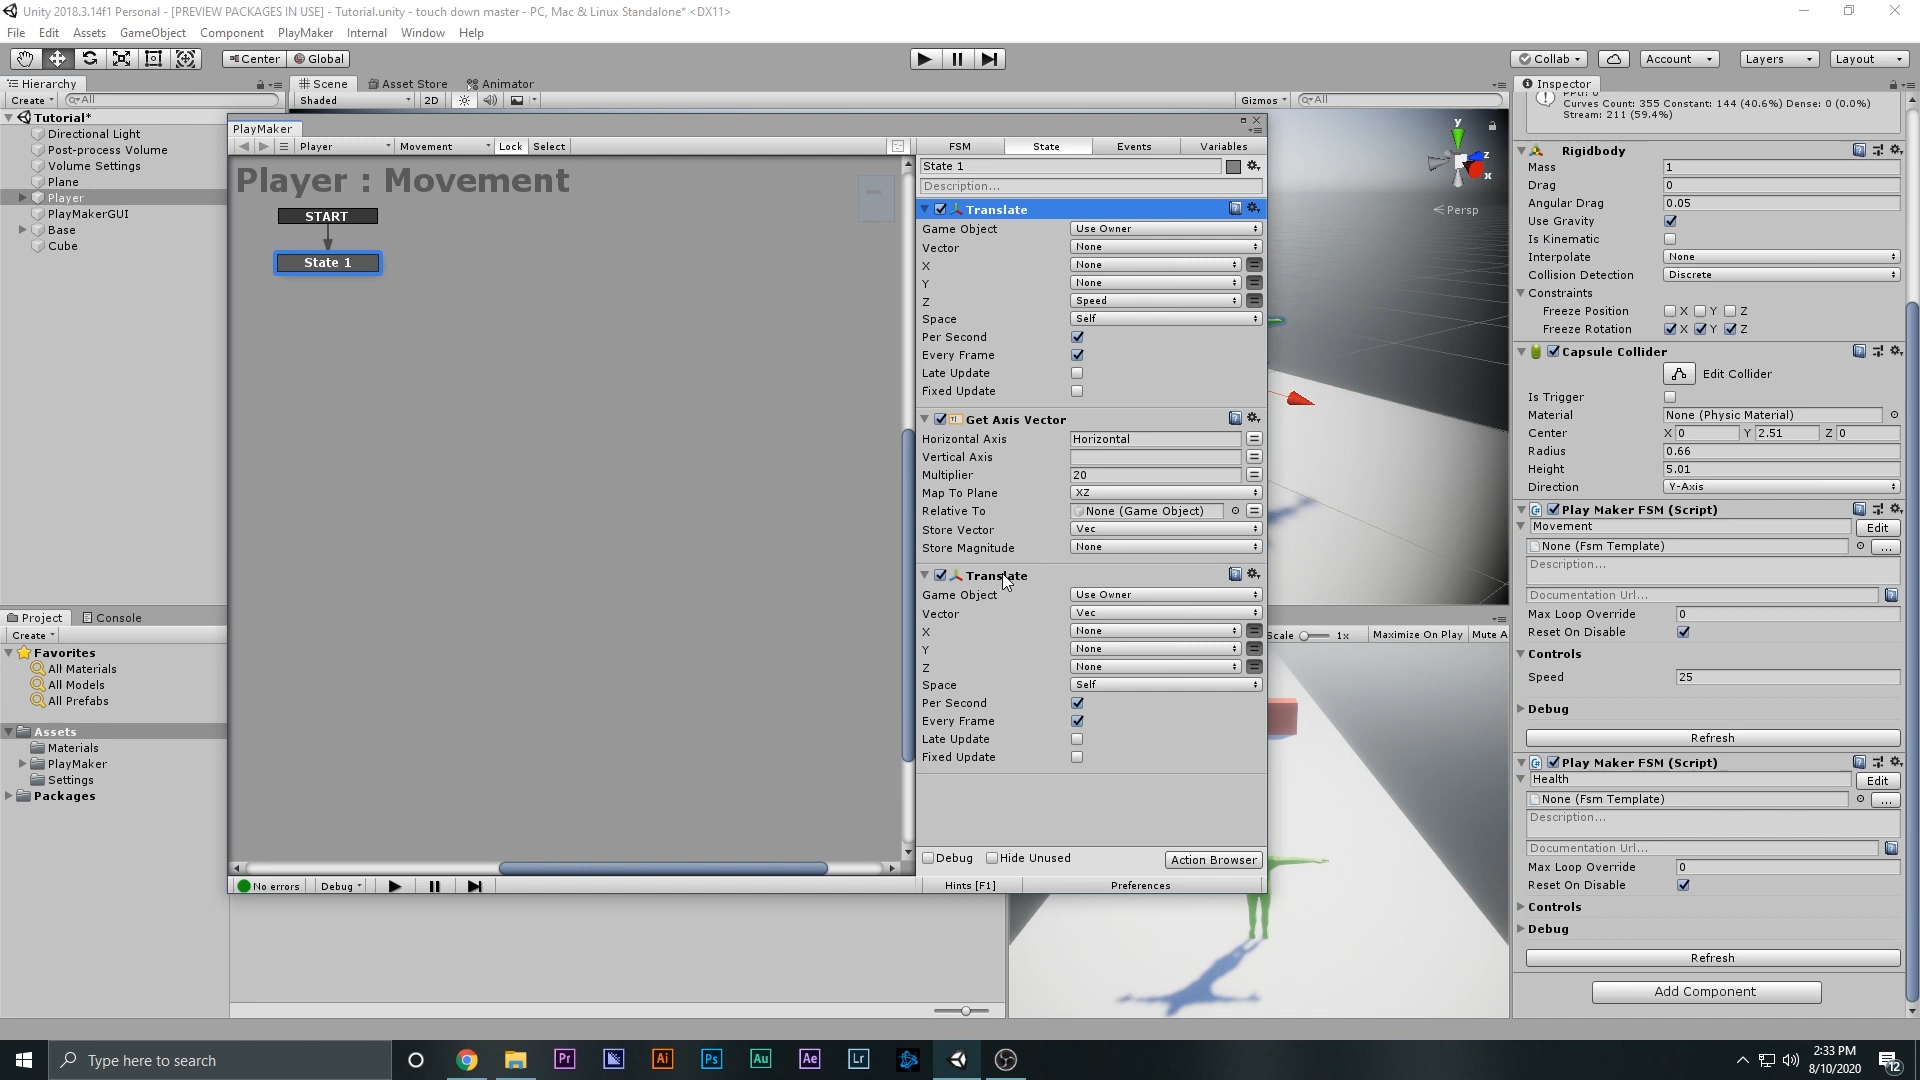 Unity 2018.3.14f1 Personal - [PREVIEW PACKAGES IN USE] - Tutorial.unity - touch down master - PC, Mac & Linux Standalone* <DX11>
File Edit Assets GameObject Component PlayMaker Internal Window Help
Center Global Collab Account Layers Layout
Hierarchy Scene Asset Store Animator Inspector
Create All Shaded 2D Gizmos All
Curves Count: 355 Constant: 144 (40.6%) Dense: 0 (0.0%)
Stream: 211 (59.4%)
Tutorial*
Directional Light
Post-process Volume
Volume Settings
Plane
Player
PlayMakerGUI
Base
Cube
PlayMaker
Player Movement Lock Select
Player : Movement
START
State 1
FSM State Events Variables
State 1
Description...
Translate
Game Object Use Owner
Vector None
X None
Y None
Z Speed
Space Self
Per Second
Every Frame
Late Update
Fixed Update
Get Axis Vector
Horizontal Axis Horizontal
Vertical Axis
Multiplier 20
Map To Plane XZ
Relative To None (Game Object)
Store Vector Vec
Store Magnitude None
Translate
Game Object Use Owner
Vector Vec
X None
Y None
Z None
Space Self
Per Second
Every Frame
Late Update
Fixed Update
Debug Hide Unused Action Browser
Hints [F1] Preferences
No errors Debug
y
z
x
Persp
Scale 1x Maximize On Play Mute A
Rigidbody
Mass 1
Drag 0
Angular Drag 0.05
Use Gravity
Is Kinematic
Interpolate None
Collision Detection Discrete
Constraints
Freeze Position X Y Z
Freeze Rotation X Y Z
Capsule Collider
Edit Collider
Is Trigger
Material None (Physic Material)
Center X 0 Y 2.51 Z 0
Radius 0.66
Height 5.01
Direction Y-Axis
Play Maker FSM (Script)
Movement Edit
None (Fsm Template) ...
Description...
Documentation Url...
Max Loop Override 0
Reset On Disable
Controls
Speed 25
Debug
Refresh
Play Maker FSM (Script)
Health Edit
None (Fsm Template) ...
Description...
Documentation Url...
Max Loop Override 0
Reset On Disable
Controls
Debug
Refresh
Add Component
Project Console
Create
Favorites
All Materials
All Models
All Prefabs
Assets
Materials
PlayMaker
Settings
Packages
Type here to search
Pr Ai Ps Au Ae Lr
2:33 PM
8/10/2020
12